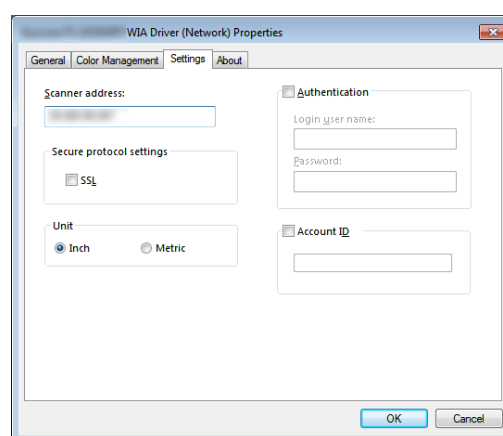 WIA Driver (Network) Properties
General Color Management Settings About
Scanner address:
Secure protocol settings
SSL
Unit
Inch Metric
Authentication
Login user name:
Password:
Account ID
OK Cancel